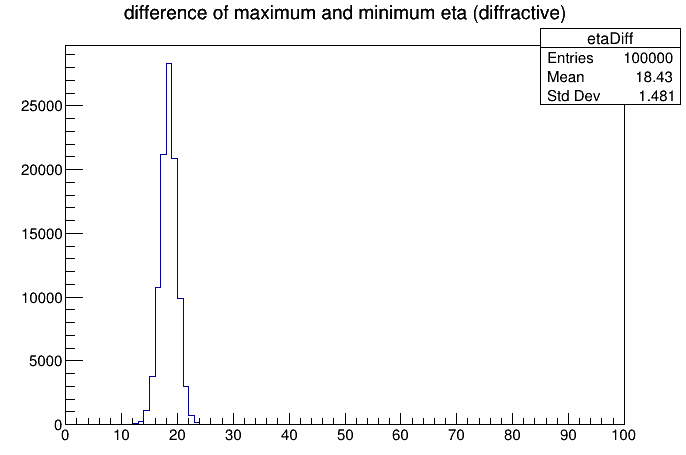 difference of maximum and minimum eta (diffractive)
etaDiff
Entries 100000
Mean 18.43
Std Dev 1.481
25000
20000
15000
10000
5000
0
0 10 20 30 40 50 60 70 80 90 100